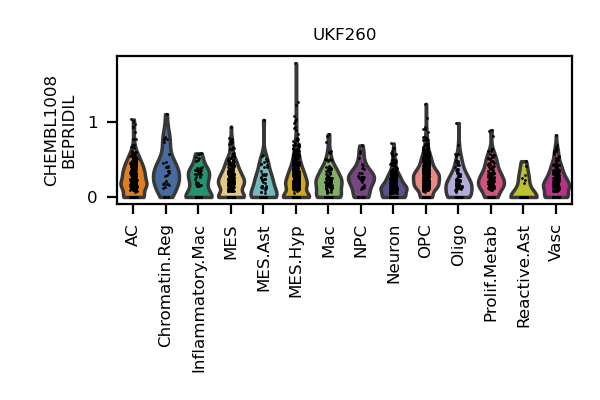 UKF260
CHEMBL1008
BEPRIDIL
1
0
AC
Chromatin.Reg
Inflammatory.Mac
MES
MES.Ast
MES.Hyp
Mac
NPC
Neuron
OPC
Oligo
Prolif.Metab
Reactive.Ast
Vasc